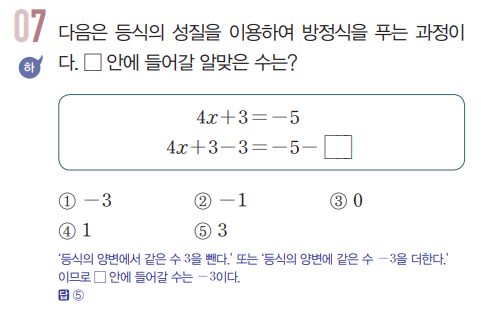 07 다음은 등식의 성질을 이용하여 방정식을 푸는 과정이
하 다. □ 안에 들어갈 알맞은 수는?
4x+3=-5
4x+3-3=-5-□
① -3 ② -1 ③ 0
④ 1 ⑤ 3
'등식의 양변에서 같은 수 3을 뺀다.' 또는 '등식의 양변에 같은 수 -3을 더한다.'
이므로 □ 안에 들어갈 수는 -3이다.
답 ⑤